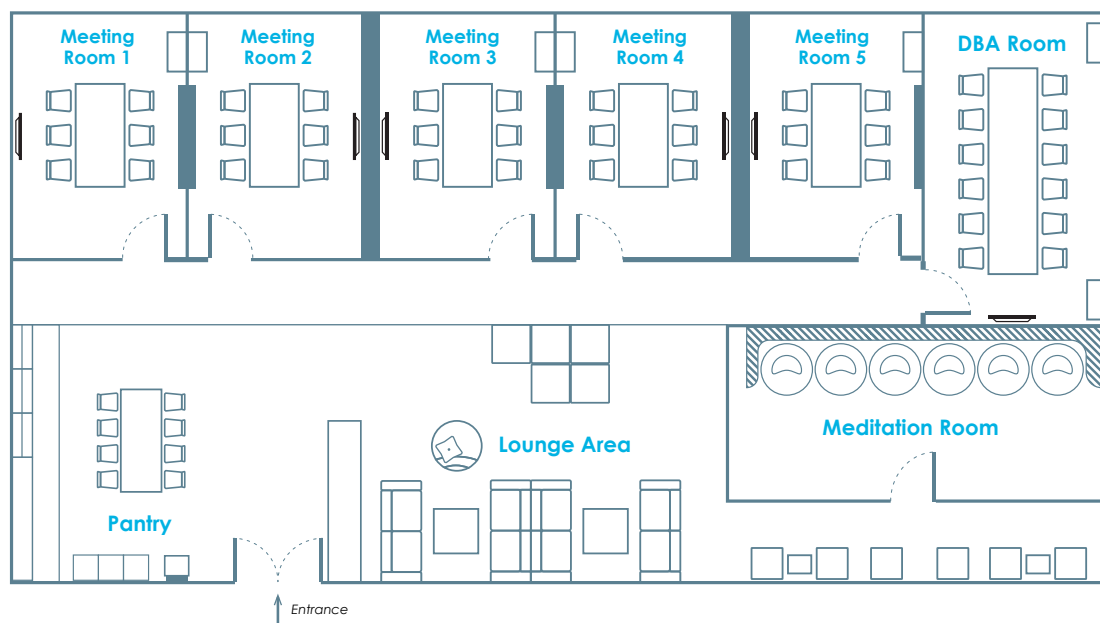 Meeting
Room 1
Meeting
Room 2
Meeting
Room 3
Meeting
Room 4
Meeting
Room 5
DBA Room
Meditation Room
Lounge Area
Pantry
Entrance